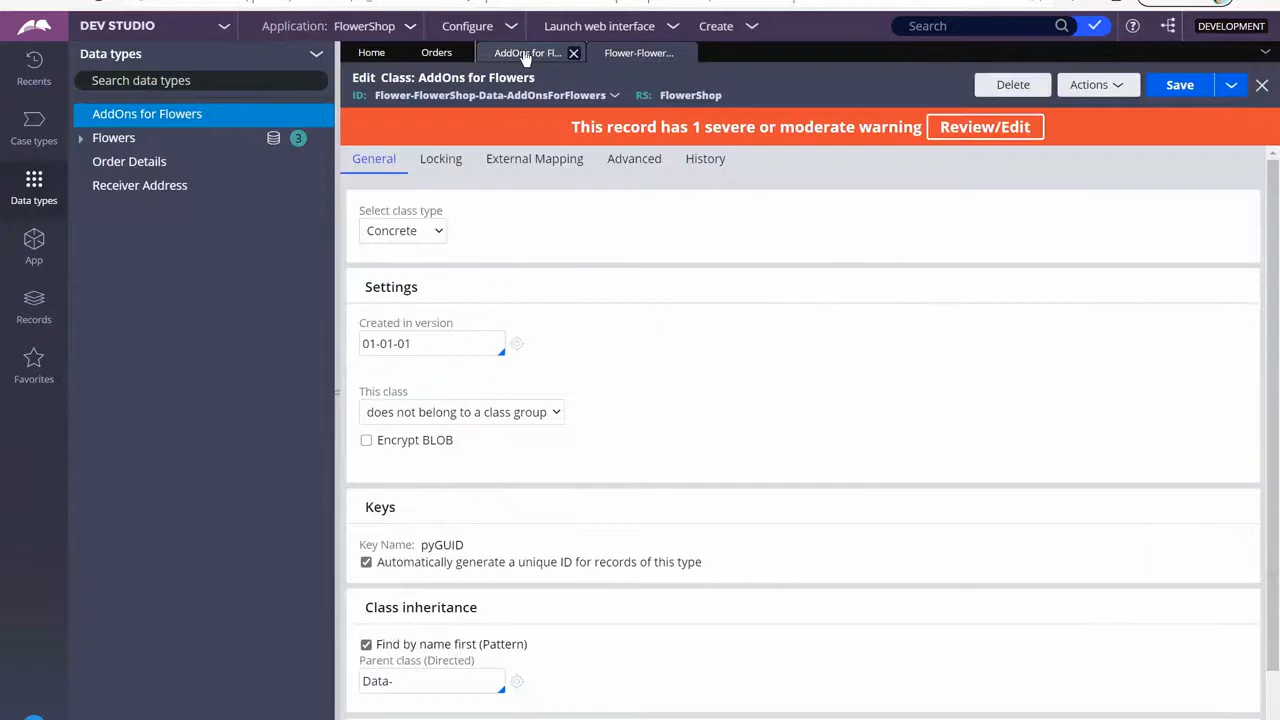 DEV STUDIO
Application: FlowerShop
Configure
Launch web interface
Create
Search
DEVELOPMENT
Data types
Home
Orders
AddOns for Fl...
Flower-Flower...
Search data types
Edit Class: AddOns for Flowers
ID: Flower-FlowerShop-Data-AddOnsForFlowers
RS: FlowerShop
Delete
Actions
Save
Recents
AddOns for Flowers
This record has 1 severe or moderate warning
Review/Edit
Case types
Flowers
3
Order Details
Receiver Address
General
Locking
External Mapping
Advanced
History
Data types
Select class type
Concrete
App
Settings
Records
Created in version
01-01-01
Favorites
This class
does not belong to a class group
Encrypt BLOB
Keys
Key Name: pyGUID
Automatically generate a unique ID for records of this type
Class inheritance
Find by name first (Pattern)
Parent class (Directed)
Data-